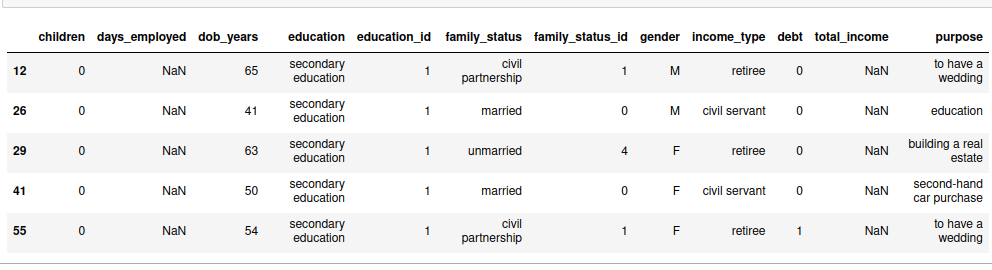 children days_employed dob_years education education_id family_status family_status_id gender income_type debt total_income purpose
12 0 NaN 65 secondary education 1 civil partnership 1 M retiree 0 NaN to have a wedding
26 0 NaN 41 secondary education 1 married 0 M civil servant 0 NaN education
29 0 NaN 63 secondary education 1 unmarried 4 F retiree 0 NaN building a real estate
41 0 NaN 50 secondary education 1 married 0 F civil servant 0 NaN second-hand car purchase
55 0 NaN 54 secondary education 1 civil partnership 1 F retiree 1 NaN to have a wedding